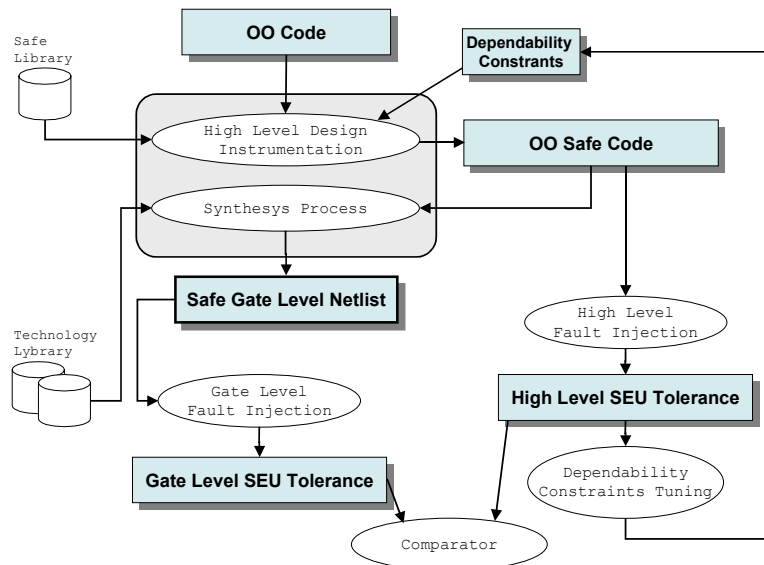 OO Code
Dependability
Constrants
Safe
Library
High Level Design
Instrumentation
OO Safe Code
Synthesys Process
Safe Gate Level Netlist
High Level
Fault Injection
Technology
Lybrary
Gate Level
Fault Injection
High Level SEU Tolerance
Gate Level SEU Tolerance
Dependability
Constraints Tuning
Comparator